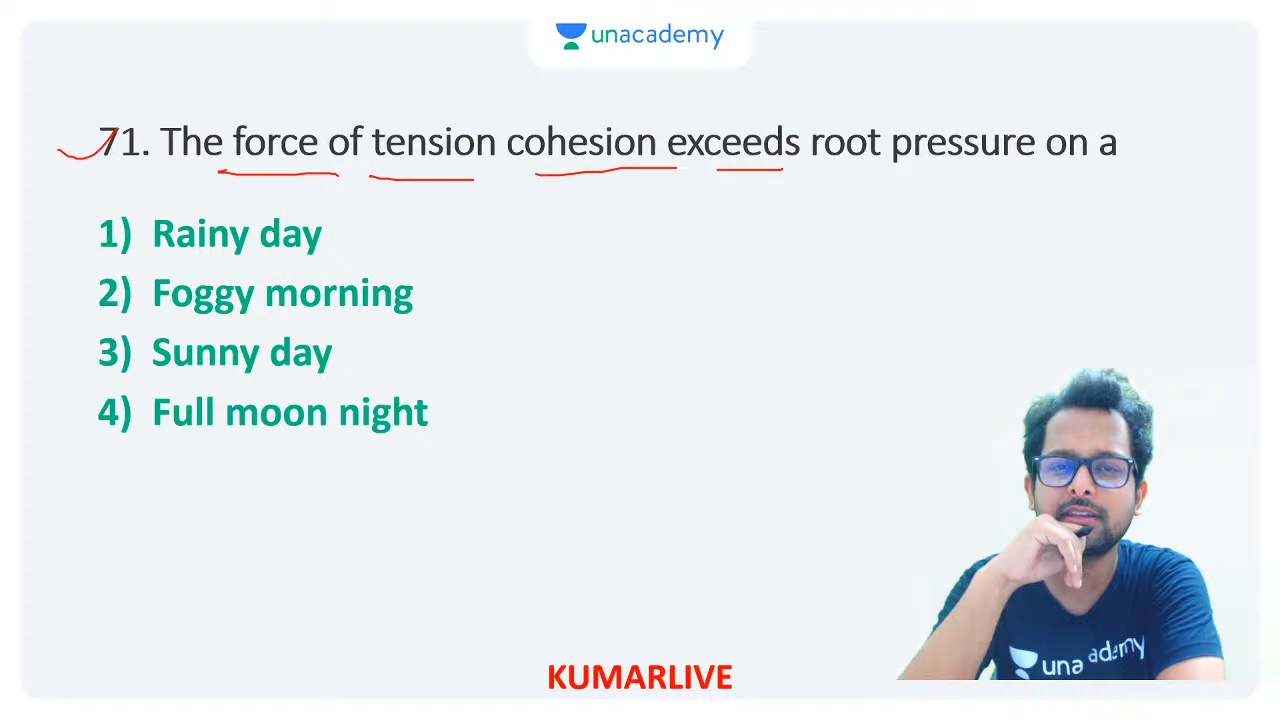 unacademy
71. The force of tension cohesion exceeds root pressure on a
1) Rainy day
2) Foggy morning
3) Sunny day
4) Full moon night
unacademy
KUMARLIVE